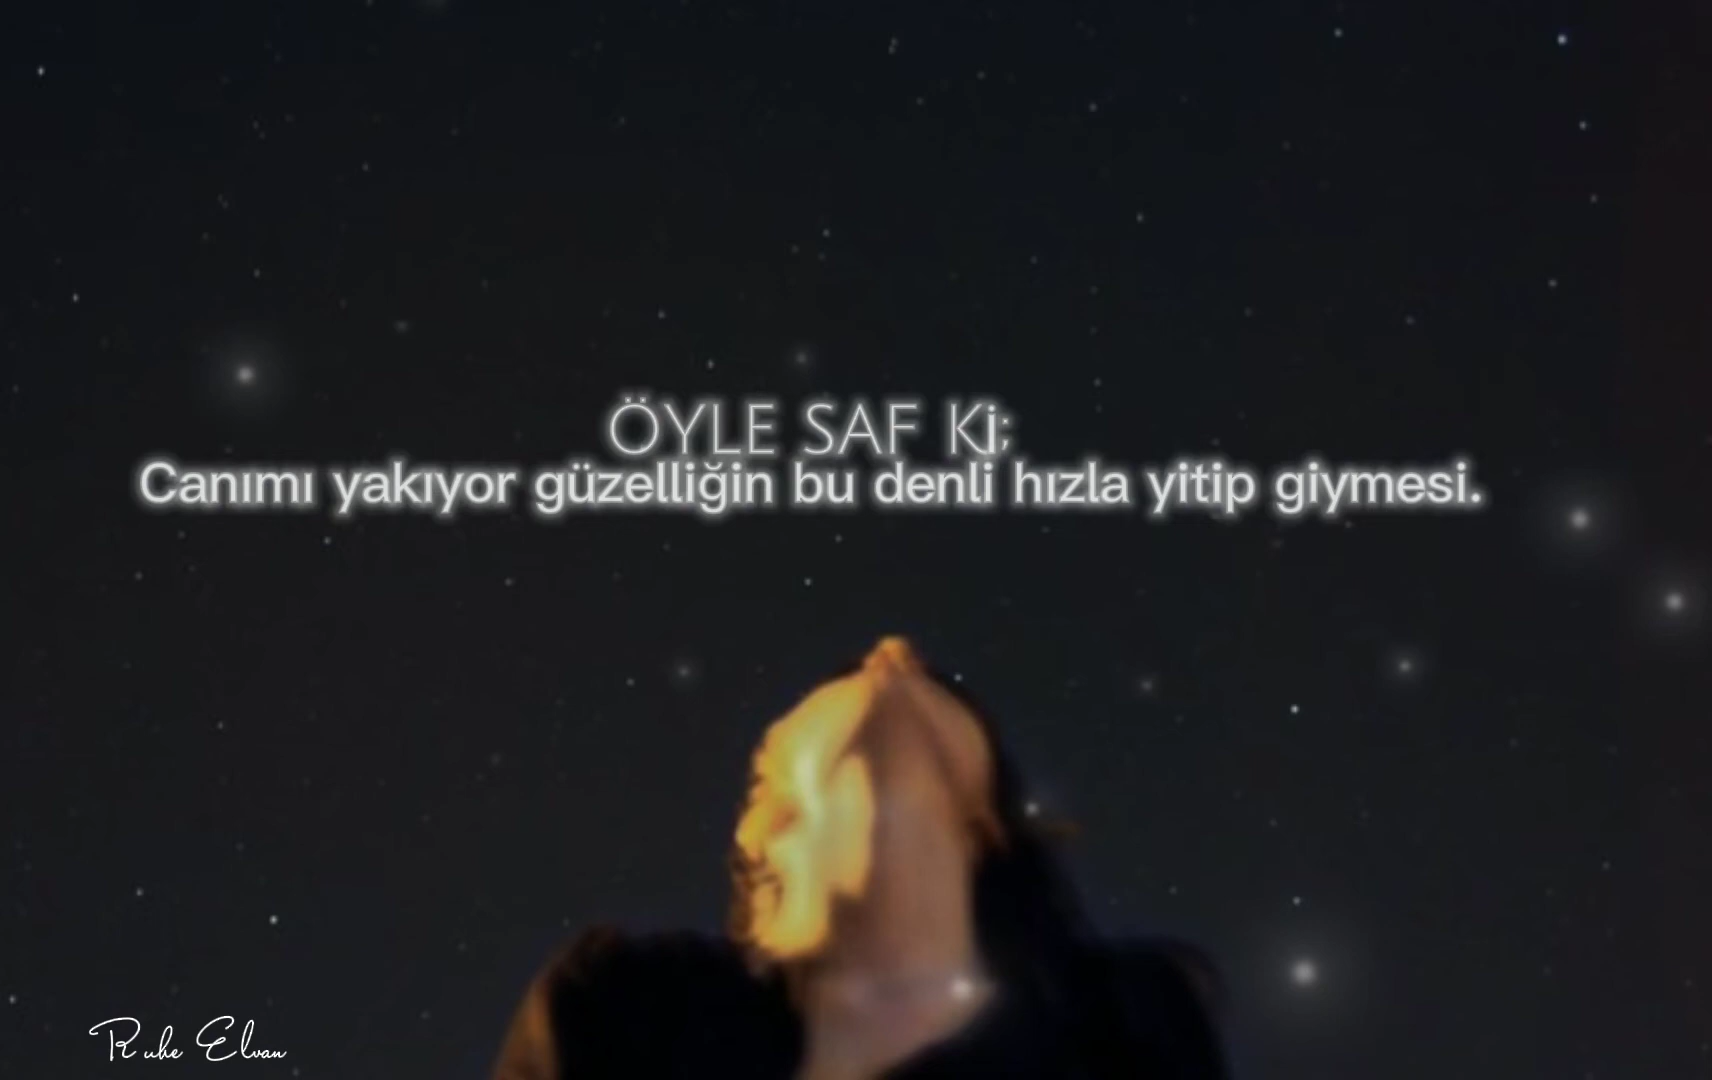 ÖYLE SAF Ki;
Canımı yakıyor güzelliğin bu denli hızla yitip giymesi.
Ruhe Elvan